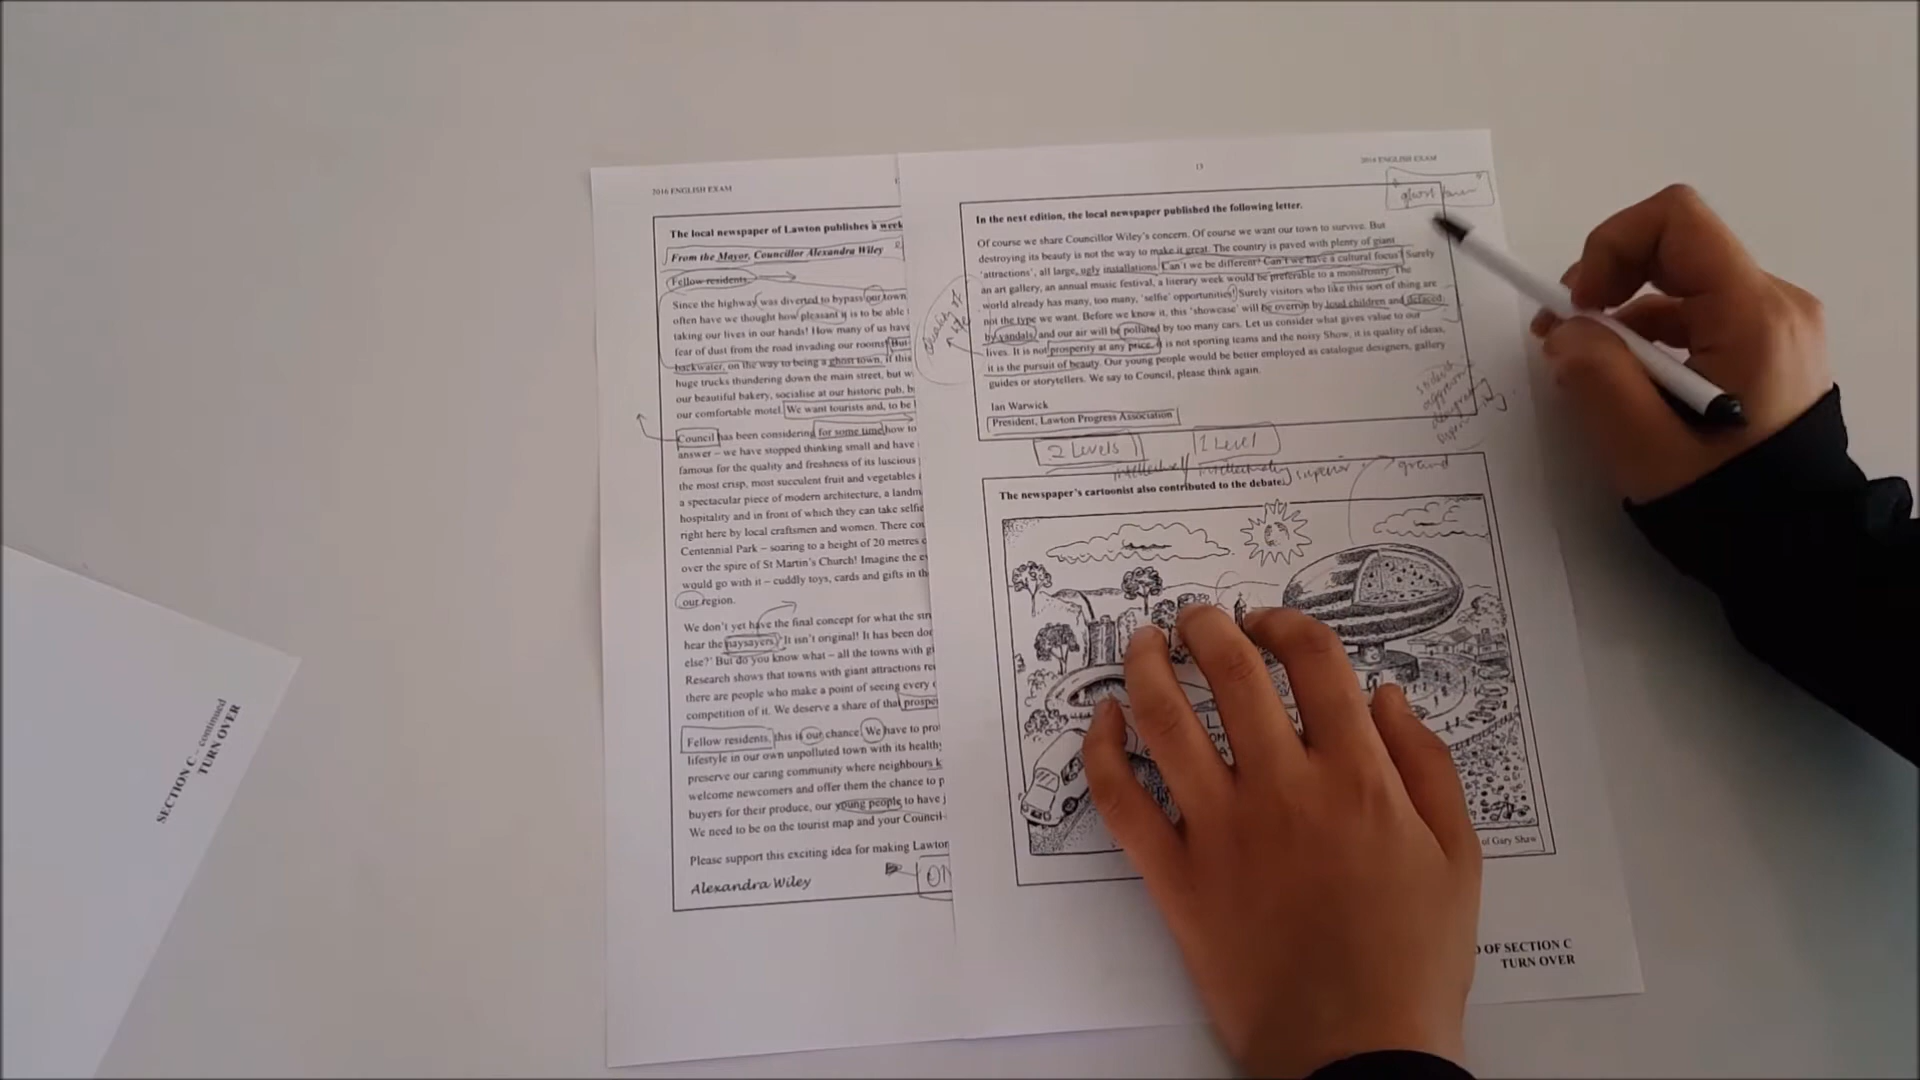 2016 ENGLISH EXAM
The local newspaper of Lawton publishes a week
From the Mayor, Councillor Alexandra Wiley
Fellow residents,
Since the highway was diverted to bypass our town
often have we thought how pleasant it is to be able
taking our lives in our hands! How many of us have
fear of dust from the road invading our rooms? But
backwater, on the way to being a ghost town, if this
huge trucks thundering down the main street, but w
our beautiful bakery, socialise at our historic pub, b
our comfortable motel. We want tourists and, to be
Council has been considering for some time how to
answer – we have stopped thinking small and have
famous for the quality and freshness of its luscious
the most crisp, most succulent fruit and vegetables
a spectacular piece of modern architecture, a landm
hospitality and in front of which they can take selfie
right here by local craftsmen and women. There cou
Centennial Park – soaring to a height of 20 metres
over the spire of St Martin's Church! Imagine the e
would go with it – cuddly toys, cards and gifts in th
our region.
We don't yet have the final concept for what the str
hear the naysayers, 'It isn't original! It has been don
else?' But do you know what – all the towns with gi
Research shows that towns with giant attractions re
there are people who make a point of seeing every
competition of it. We deserve a share of that prospe
Fellow residents, this is our chance. We have to pro
lifestyle in our own unpolluted town with its health
preserve our caring community where neighbours k
welcome newcomers and offer them the chance to p
buyers for their produce, our young people to have j
We need to be on the tourist map and your Council
Please support this exciting idea for making Lawton
Alexandra Wiley
13
2016 ENGLISH EXAM
ghost town
In the next edition, the local newspaper published the following letter.
Of course we share Councillor Wiley's concern. Of course we want our town to survive. But
destroying its beauty is not the way to make it great. The country is paved with plenty of giant
'attractions', all large, ugly installations. Can't we be different? Can't we have a cultural focus? Surely
an art gallery, an annual music festival, a literary week would be preferable to a monstrosity. The
world already has many, too many, 'selfie' opportunities! Surely visitors who like this sort of thing are
not the type we want. Before we know it, this 'showcase' will be overrun by loud children and defaced
by vandals and our air will be polluted by too many cars. Let us consider what gives value to our
lives. It is not prosperity at any price, it is not sporting teams and the noisy Show, it is quality of ideas,
it is the pursuit of beauty. Our young people would be better employed as catalogue designers, gallery
guides or storytellers. We say to Council, please think again.
Ian Warwick
President, Lawton Progress Association
quality of life
2 Levels
1 Level
intellectually superior
ground
The newspaper's cartoonist also contributed to the debate.
of Gary Shaw
OF SECTION C
TURN OVER
SECTION C – continued
TURN OVER